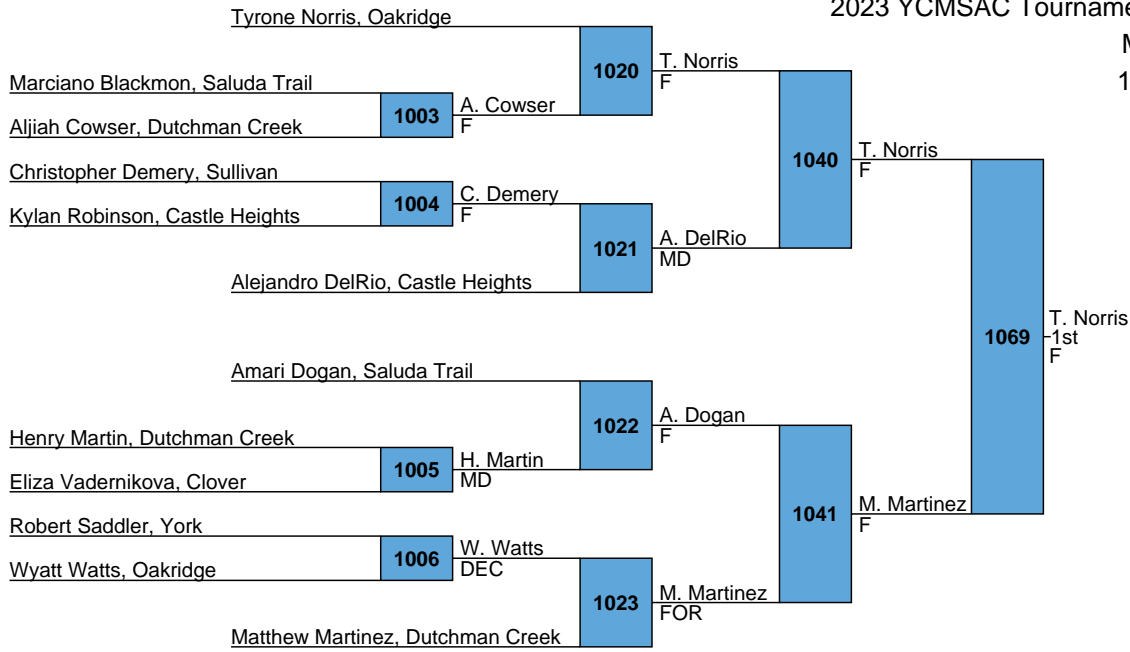 2023 YCMSAC Tourname
M
1
Tyrone Norris, Oakridge
1020
T. Norris
F
Marciano Blackmon, Saluda Trail
1003
A. Cowser
F
Aljiah Cowser, Dutchman Creek
1040
T. Norris
F
Christopher Demery, Sullivan
1004
C. Demery
F
Kylan Robinson, Castle Heights
1021
A. DelRio
MD
Alejandro DelRio, Castle Heights
1069
T. Norris
1st
F
Amari Dogan, Saluda Trail
1022
A. Dogan
F
Henry Martin, Dutchman Creek
1005
H. Martin
MD
Eliza Vadernikova, Clover
1041
M. Martinez
F
Robert Saddler, York
1006
W. Watts
DEC
Wyatt Watts, Oakridge
1023
M. Martinez
FOR
Matthew Martinez, Dutchman Creek